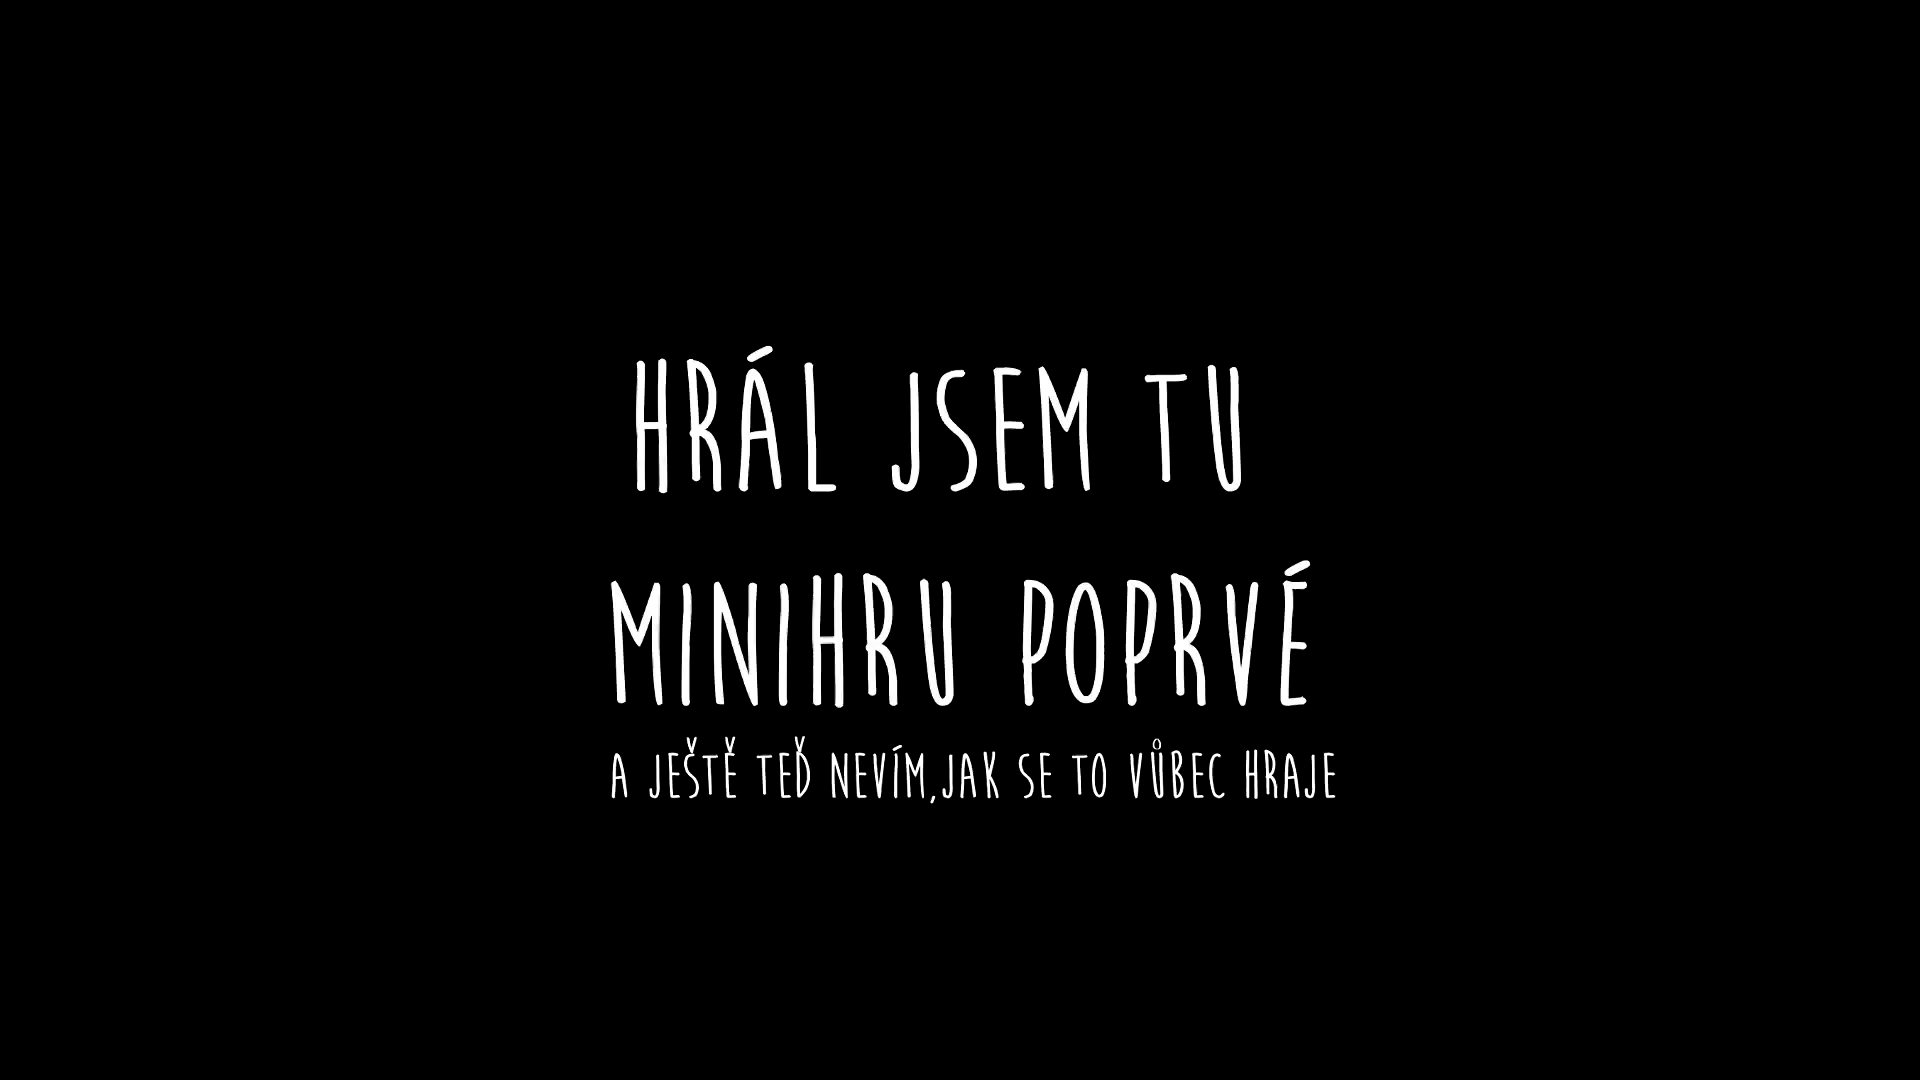 HRÁL JSEM TU
MINIHRU POPRVÉ
A JEŠTĚ TEĎ NEVÍM,JAK SE TO VŮBEC HRAJE